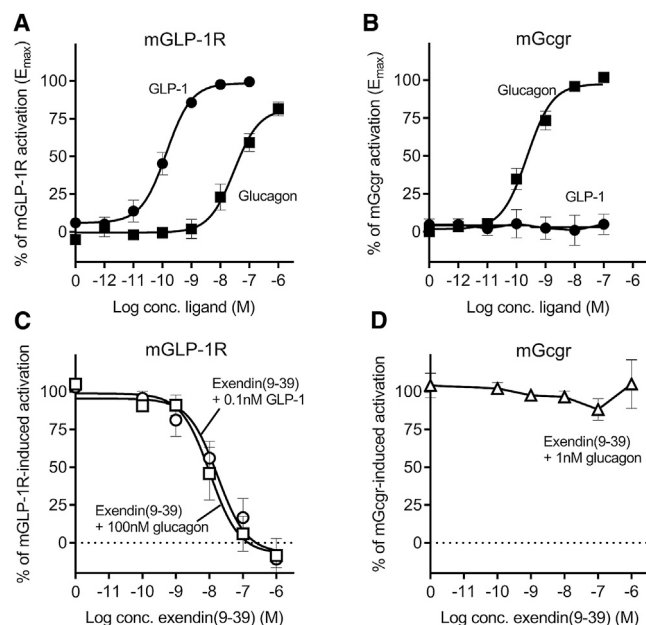 A
mGLP-1R
% of mGLP-1R activation (Emax)
100
75
50
25
0
GLP-1
Glucagon
0 -12 -11 -10 -9 -8 -7 -6
Log conc. ligand (M)
B
mGcgr
% of mGcgr activation (Emax)
100
75
50
25
0
Glucagon
GLP-1
0 -12 -11 -10 -9 -8 -7 -6
Log conc. ligand (M)
C
mGLP-1R
% of mGLP-1R-induced activation
100
75
50
25
0
Exendin(9-39)
+ 0.1nM GLP-1
Exendin(9-39)
+ 100nM glucagon
0 -11 -10 -9 -8 -7 -6
Log conc. exendin(9-39) (M)
D
mGcgr
% of mGcgr-induced activation
100
75
50
25
0
Exendin(9-39)
+ 1nM glucagon
0 -11 -10 -9 -8 -7 -6
Log conc. exendin(9-39) (M)